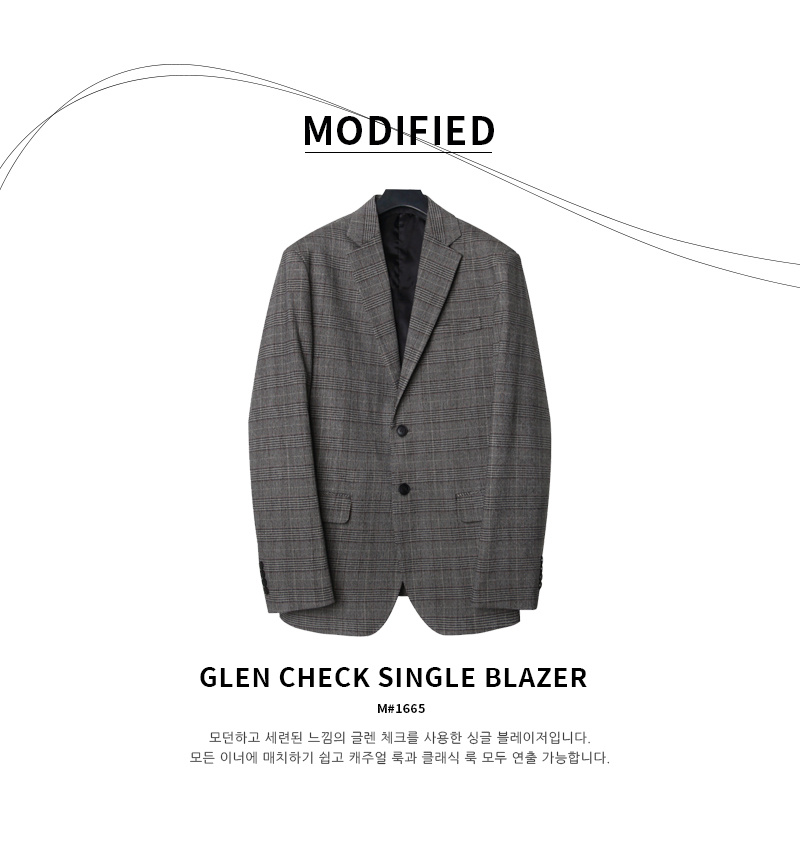 MODIFIED
GLEN CHECK SINGLE BLAZER
M#1665
모던하고 세련된 느낌의 글렌 체크를 사용한 싱글 블레이저입니다.
모든 이너에 매치하기 쉽고 캐주얼 룩과 클래식 룩 모두 연출 가능합니다.